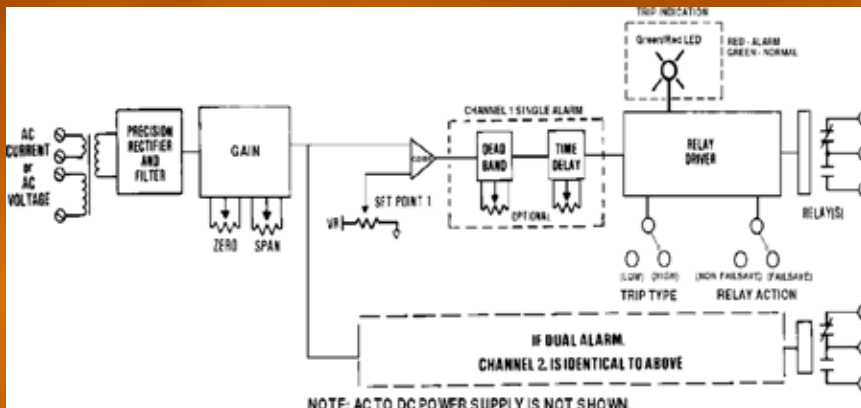 TRIP INDICATION
Green/Red LED
RED - ALARM
GREEN - NORMAL
AC
CURRENT
or
AC
VOLTAGE
PRECISION
RECTIFIER
AND
FILTER
GAIN
ZERO
SPAN
COMP
VR
SET POINT 1
CHANNEL 1 SINGLE ALARM
DEAD
BAND
TIME
DELAY
OPTIONAL
RELAY
DRIVER
RELAY(S)
(LOW)
(HIGH)
TRIP TYPE
(NON FAILSAVE)
(FAILSAVE)
RELAY ACTION
IF DUAL ALARM.
CHANNEL 2, IS IDENTICAL TO ABOVE
NOTE: AC TO DC POWER SUPPLY IS NOT SHOWN.